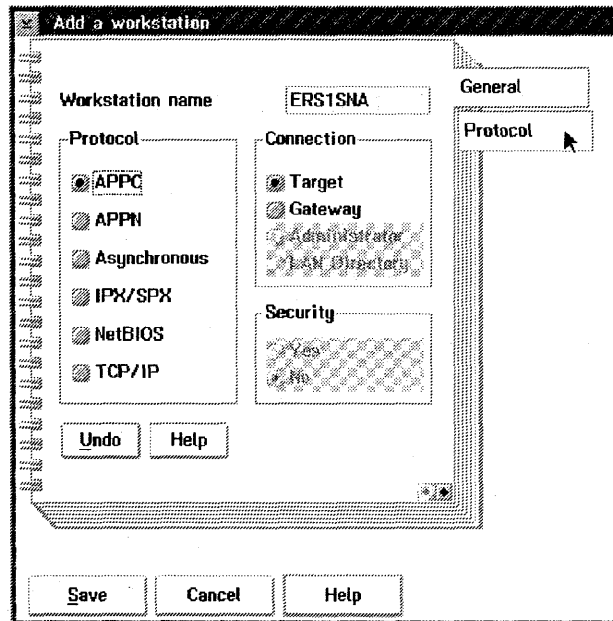 Add a workstation
General
Protocol
Workstation name ERS1SNA
Protocol
APPC
APPN
Asynchronous
IPX/SPX
NetBIOS
TCP/IP
Connection
Target
Gateway
Administrator
LAN Directory
Security
Yes
No
Undo Help
Save Cancel Help